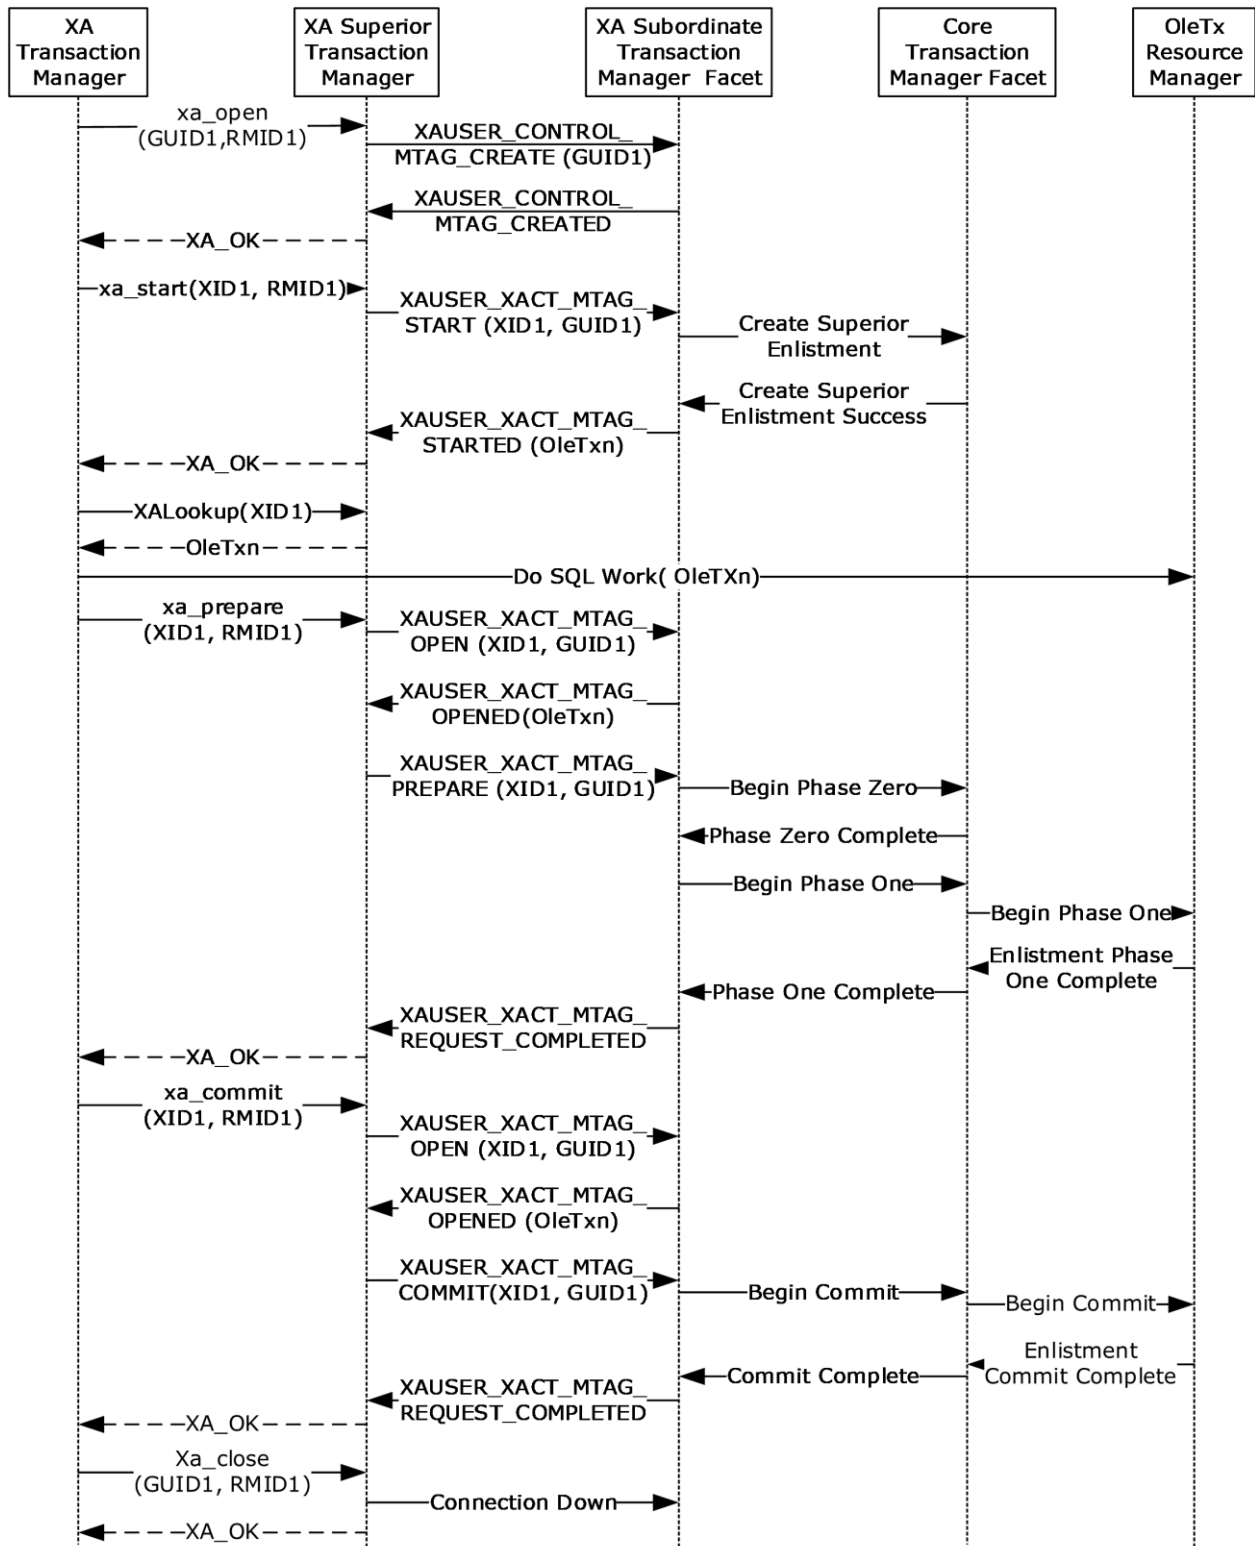 XA
Transaction
Manager
XA Superior
Transaction
Manager
XA Subordinate
Transaction
Manager Facet
Core
Transaction
Manager Facet
OleTx
Resource
Manager
xa_open
(GUID1,RMID1)
XAUSER_CONTROL_
MTAG_CREATE (GUID1)
XAUSER_CONTROL_
MTAG_CREATED
XA_OK
xa_start(XID1, RMID1)
XAUSER_XACT_MTAG_
START (XID1, GUID1)
Create Superior
Enlistment
Create Superior
Enlistment Success
XAUSER_XACT_MTAG_
STARTED (OleTxn)
XA_OK
XALookup(XID1)
OleTxn
Do SQL Work( OleTXn)
xa_prepare
(XID1, RMID1)
XAUSER_XACT_MTAG_
OPEN (XID1, GUID1)
XAUSER_XACT_MTAG_
OPENED(OleTxn)
XAUSER_XACT_MTAG_
PREPARE (XID1, GUID1)
Begin Phase Zero
Phase Zero Complete
Begin Phase One
Begin Phase One
Enlistment Phase
One Complete
Phase One Complete
XAUSER_XACT_MTAG_
REQUEST_COMPLETED
XA_OK
xa_commit
(XID1, RMID1)
XAUSER_XACT_MTAG_
OPEN (XID1, GUID1)
XAUSER_XACT_MTAG_
OPENED (OleTxn)
XAUSER_XACT_MTAG_
COMMIT(XID1, GUID1)
Begin Commit
Begin Commit
Enlistment
Commit Complete
Commit Complete
XAUSER_XACT_MTAG_
REQUEST_COMPLETED
XA_OK
Xa_close
(GUID1, RMID1)
Connection Down
XA_OK